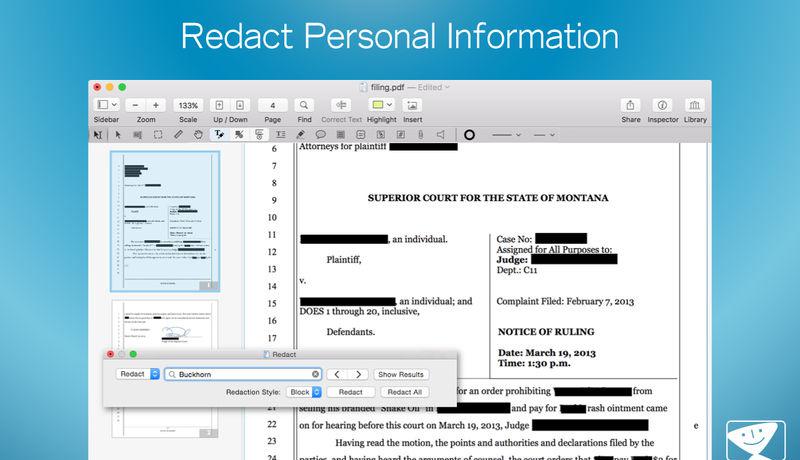 Redact Personal Information
filing.pdf — Edited
133%
4
Sidebar Zoom Scale Up / Down Page Find Correct Text Highlight Insert Share Inspector Library
6 Attorneys for plaintiff
7
8
9 SUPERIOR COURT FOR THE STATE OF MONTANA
10
11 , an individual. Case No:
Assigned for All Purposes to:
12 Plaintiff, Judge:
Dept.: C11
13
14 v.
15 , an individual; and Complaint Filed: February 7, 2013
DOES 1 through 20, inclusive,
16
17 Defendants. NOTICE OF RULING
Date: March 19, 2013
Time: 1:30 p.m.
1
2
Redact
Redact Buckhorn Show Results
Redaction Style: Block Redact Redact All
for an order prohibiting from
21 selling his branded "Snake Oil" in and pay for rash ointment came
22 on for hearing before this court on March 19, 2013, Judge e
23 Having read the motion, the points and authorities and declarations filed by the
24 parties, and having heard the arguments of counsel, the court orders that pay $2 for